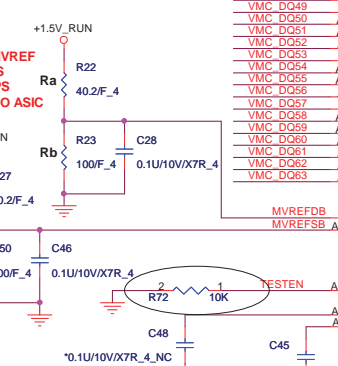 VMC_DQ49
VMC_DQ50
VMC_DQ51
VMC_DQ52
VMC_DQ53
VMC_DQ54
VMC_DQ55
VMC_DQ56
VMC_DQ57
VMC_DQ58
VMC_DQ59
VMC_DQ60
VMC_DQ61
VMC_DQ62
VMC_DQ63
+1.5V_RUN
MVREF
S
PS
O ASIC
Ra
R22
40.2/F_4
N
Rb
R23
100/F_4
C28
0.1U/10V/X7R_4
27
0.2/F_4
MVREFDB
MVREFSB
50
00/F_4
C46
0.1U/10V/X7R_4
2
1
TESTEN
R72
10K
C48
*0.1U/10V/X7R_4_NC
C45